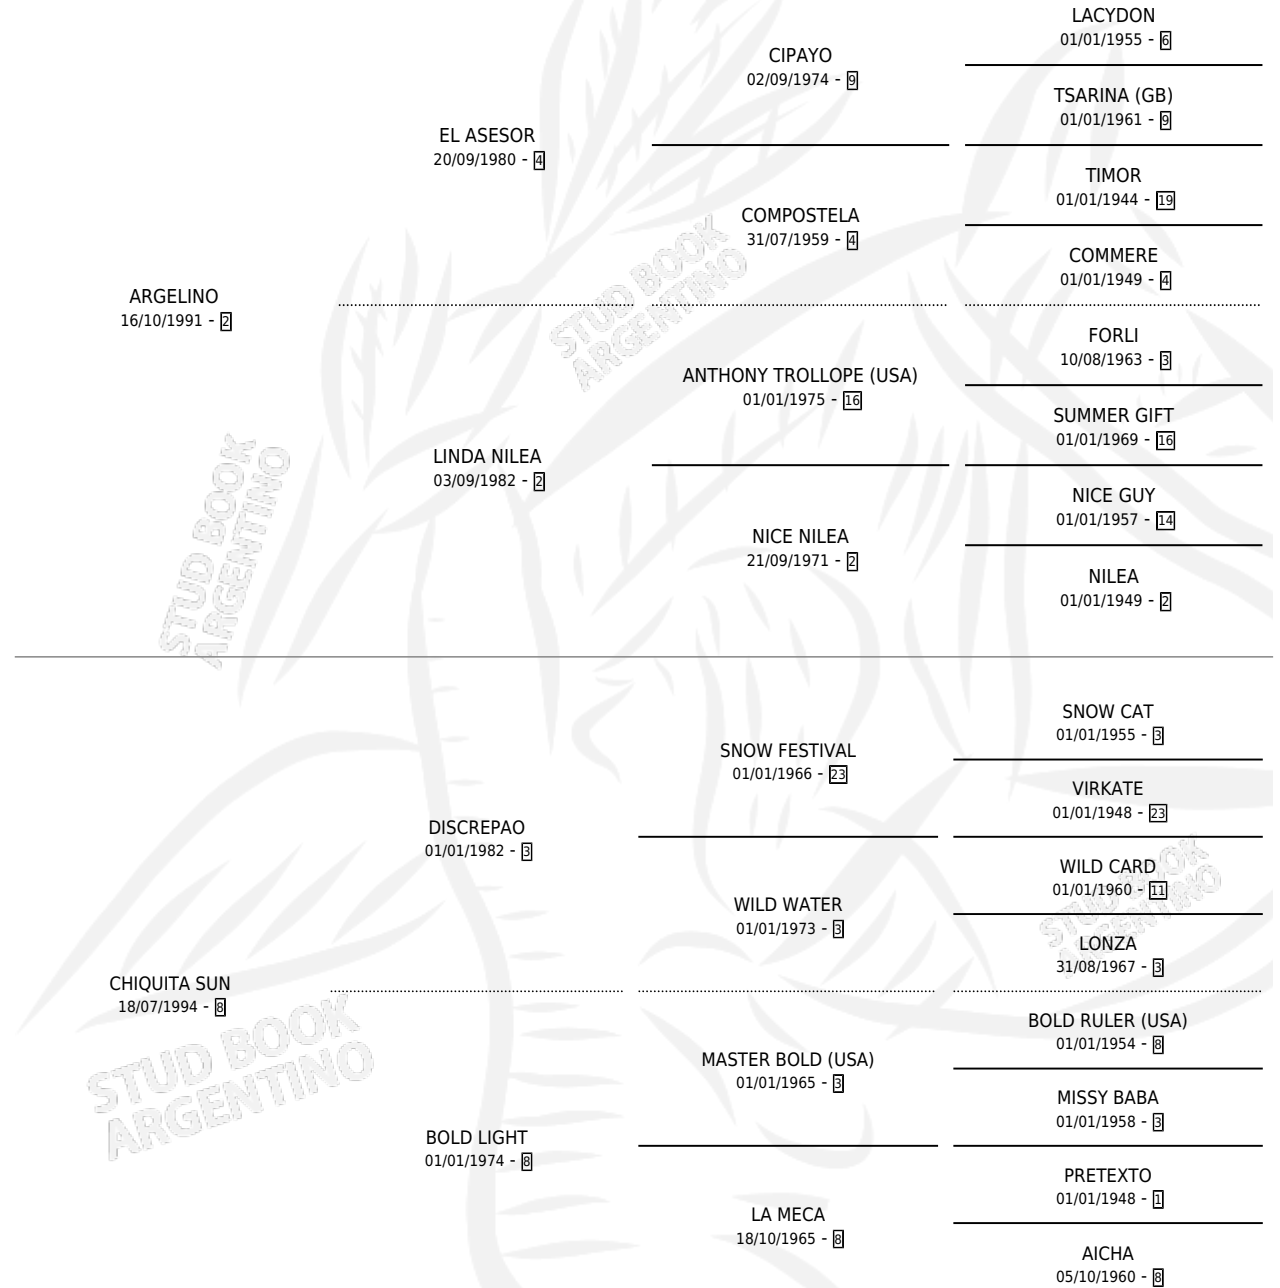 LACYDON
01/01/1955 - 6
CIPAYO
02/09/1974 - 9
TSARINA (GB)
01/01/1961 - 9
EL ASESOR
20/09/1980 - 4
TIMOR
01/01/1944 - 19
COMPOSTELA
31/07/1959 - 4
COMMERE
01/01/1949 - 4
ARGELINO
16/10/1991 - 2
FORLI
10/08/1963 - 3
ANTHONY TROLLOPE (USA)
01/01/1975 - 16
SUMMER GIFT
01/01/1969 - 16
LINDA NILEA
03/09/1982 - 2
NICE GUY
01/01/1957 - 14
NICE NILEA
21/09/1971 - 2
NILEA
01/01/1949 - 2
SNOW CAT
01/01/1955 - 3
SNOW FESTIVAL
01/01/1966 - 23
VIRKATE
01/01/1948 - 23
DISCREPAO
01/01/1982 - 3
WILD CARD
01/01/1960 - 11
WILD WATER
01/01/1973 - 3
LONZA
31/08/1967 - 3
CHIQUITA SUN
18/07/1994 - 8
BOLD RULER (USA)
01/01/1954 - 8
MASTER BOLD (USA)
01/01/1965 - 3
MISSY BABA
01/01/1958 - 3
BOLD LIGHT
01/01/1974 - 8
PRETEXTO
01/01/1948 - 1
LA MECA
18/10/1965 - 8
AICHA
05/10/1960 - 8
STUD BOOK
ARGENTINO
STUD BOOK
ARGENTINO
STUD BOOK
ARGENTINO
STUD BOOK
ARGENTINO